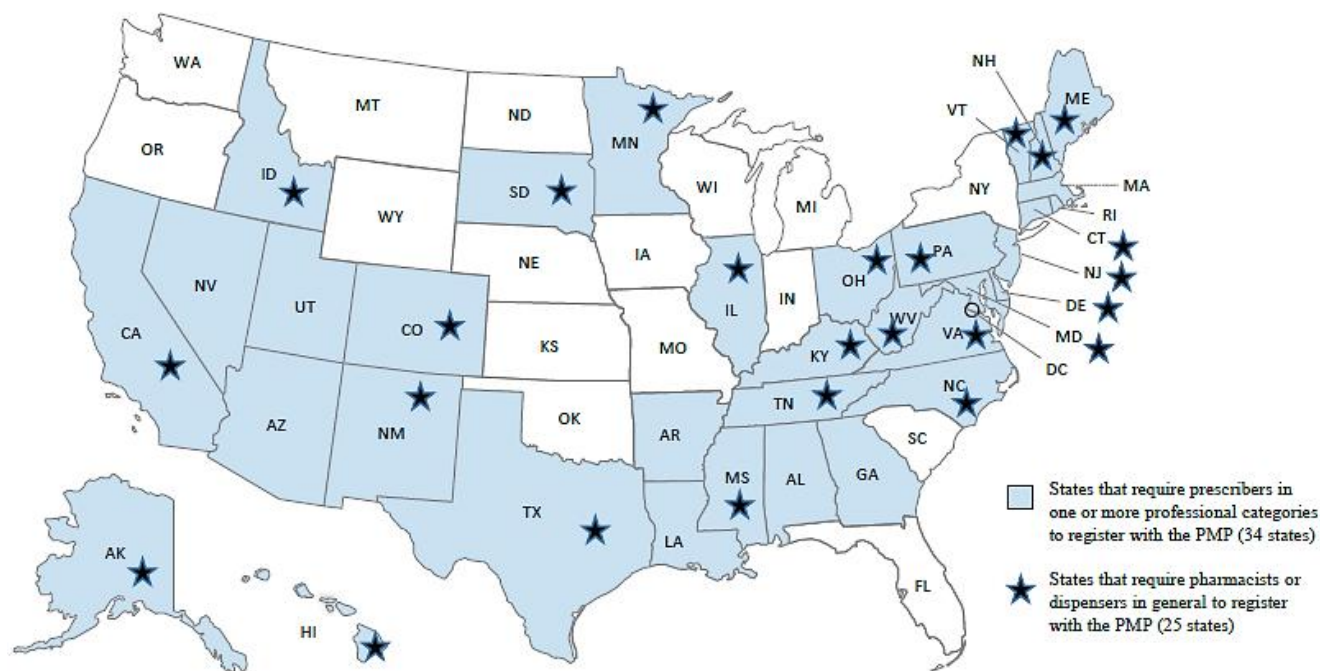 WA
MT
ND
MN
OR
ID
SD
WI
MI
NY
VT
NH
ME
MA
RI
CT
NJ
DE
MD
DC
WY
NE
IA
IL
IN
OH
PA
CA
NV
UT
CO
KS
MO
KY
WV
VA
AZ
NM
OK
AR
TN
NC
SC
TX
LA
MS
AL
GA
FL
AK
HI
States that require prescribers in
one or more professional categories
to register with the PMP (34 states)
States that require pharmacists or
dispensers in general to register
with the PMP (25 states)